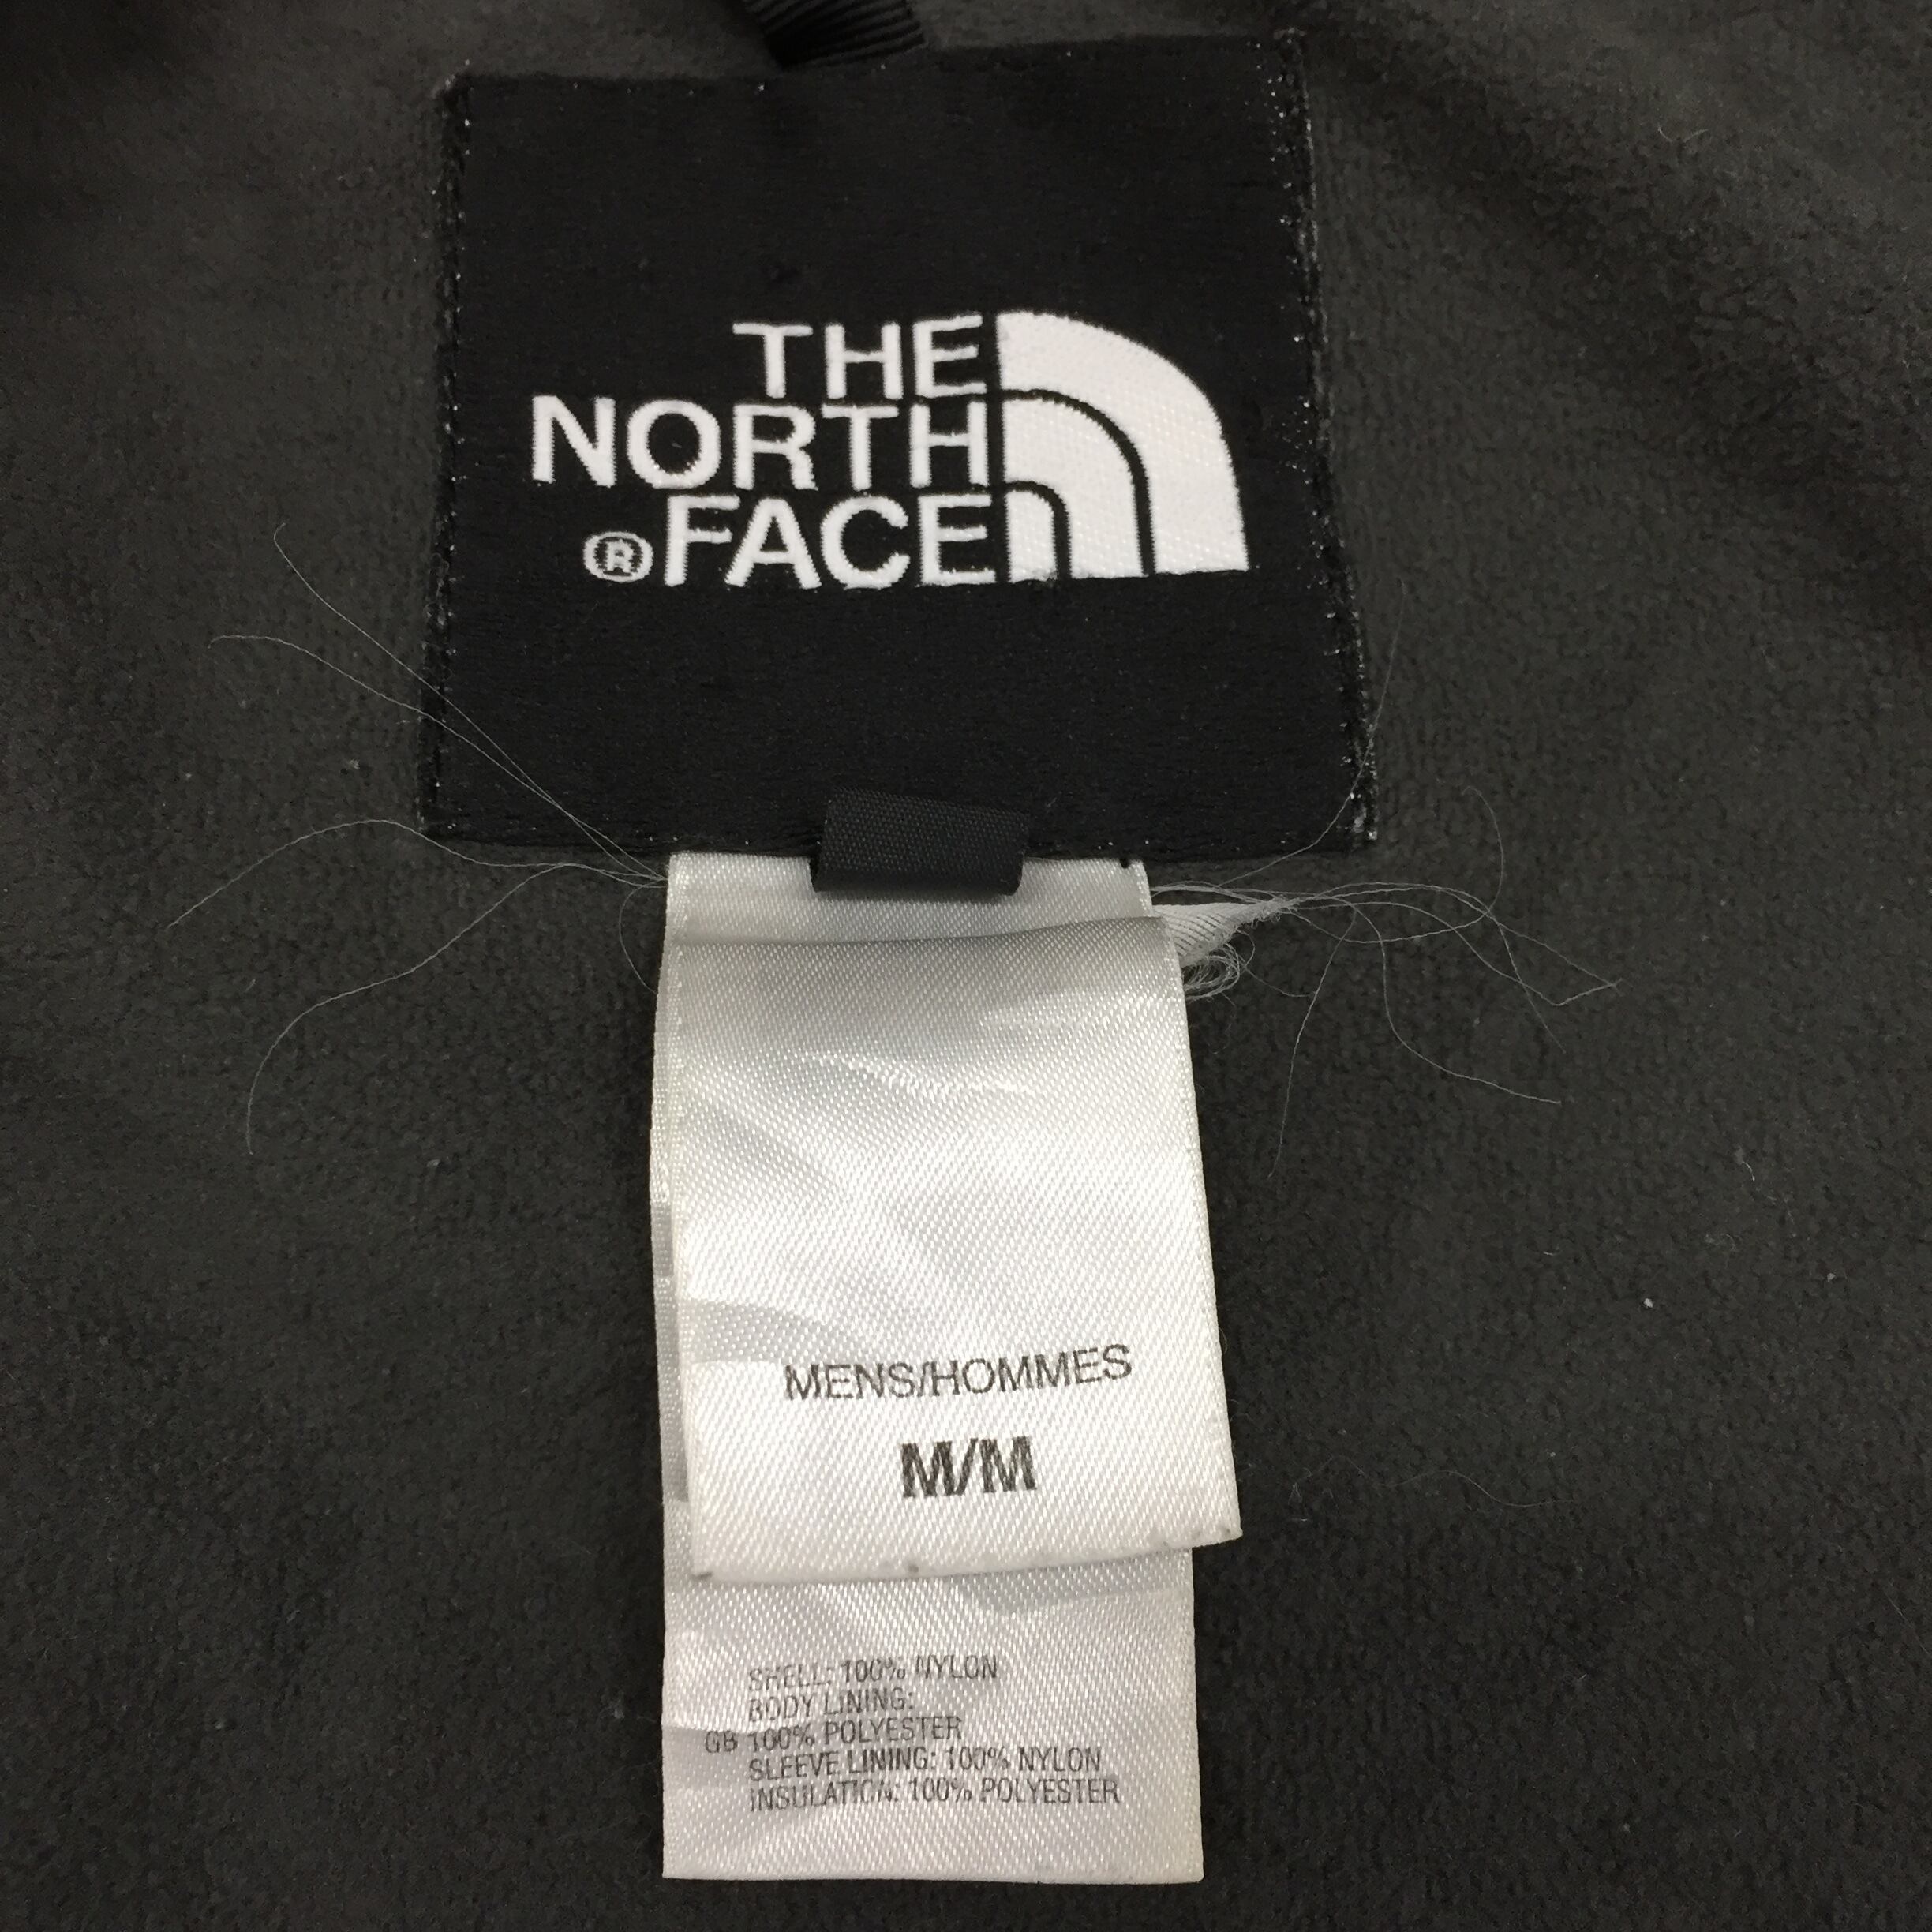 THE
NORTH
®FACE
MENS/HOMMES
M/M
SHELL: 100% NYLON
BODY LINING:
GB 100% POLYESTER
SLEEVE LINING: 100% NYLON
INSULATION: 100% POLYESTER